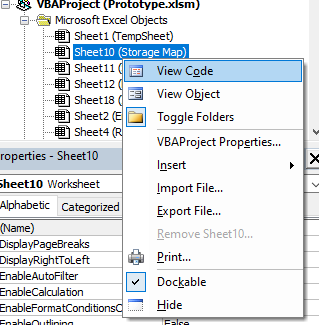 VBAProject (Prototype.xlsm)
Microsoft Excel Objects
Sheet1 (TempSheet)
Sheet10 (Storage Map)
Sheet11 (
Sheet12 (
Sheet18 (
Sheet2 (E
Sheet4 (R
View Code
View Object
Toggle Folders
VBAProject Properties...
Insert
Import File...
Export File...
Remove Sheet10...
Print...
Dockable
Hide
roperties - Sheet10
Sheet10 Worksheet
Alphabetic Categorized
(Name)
DisplayPageBreaks
DisplayRightToLeft
EnableAutoFilter
EnableCalculation
EnableFormatConditionsC
EnableOutlining False